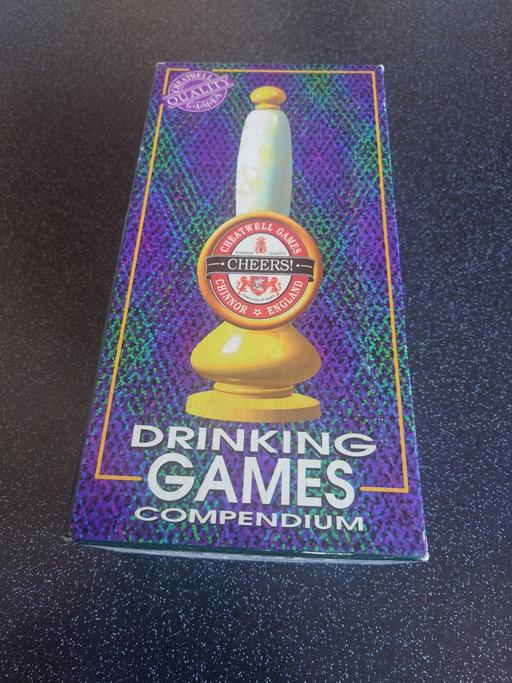 CHEATWELL
QUALITY
GAMES
CHEATWELL GAMES
CHEERS!
CHINNOR ☆ ENGLAND
DRINKING
GAMES
COMPENDIUM